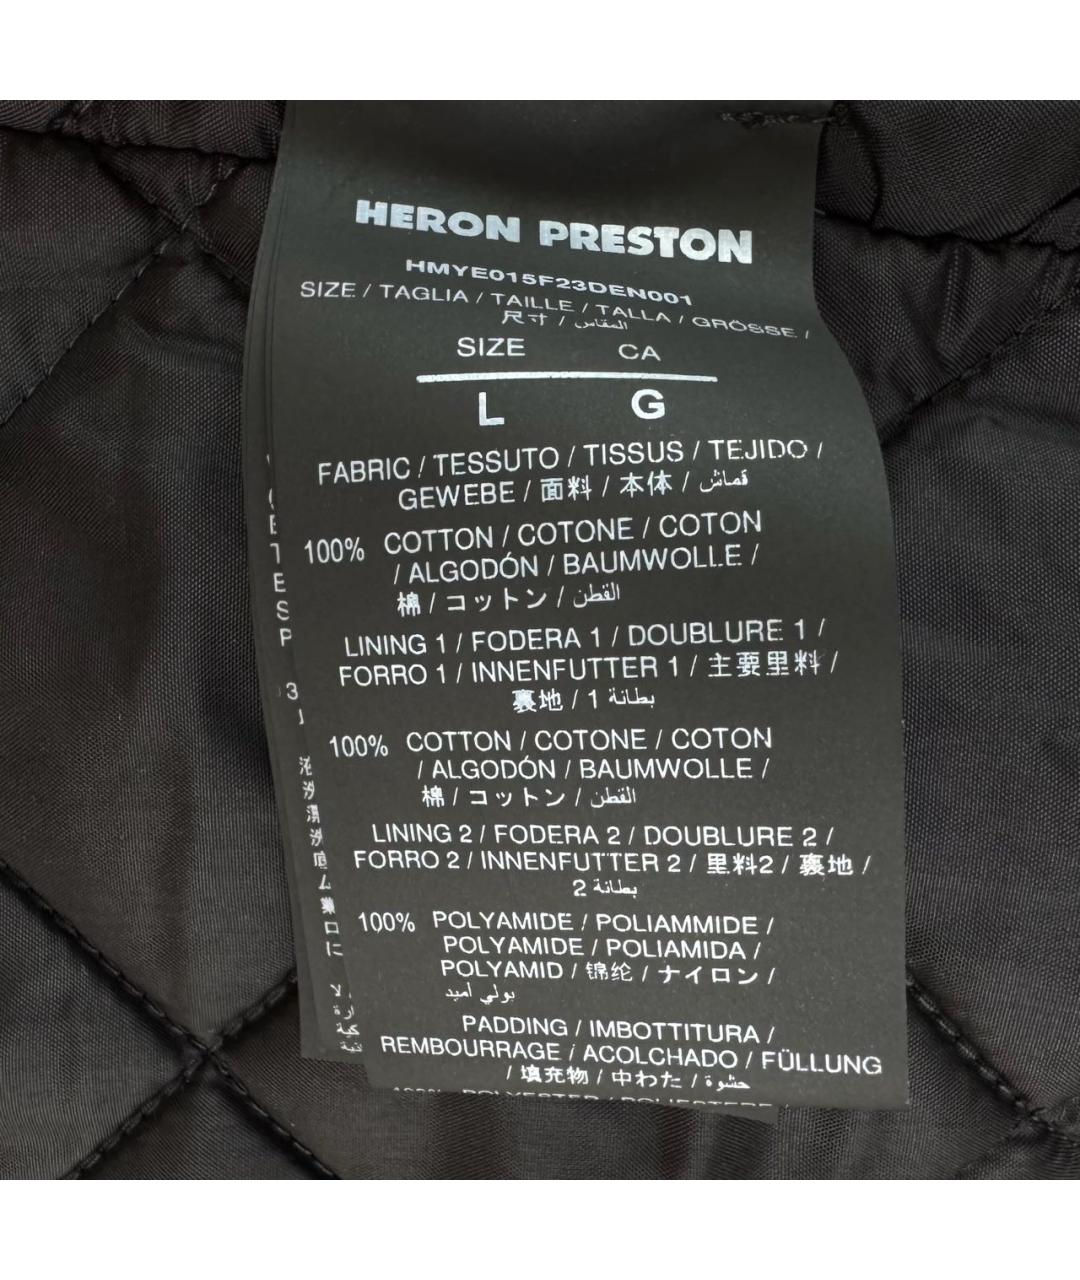 HERON PRESTON
HMYE015F23DEN001
SIZE / TAGLIA / TAILLE / TALLA / GRÖSSE /
尺寸 / المقاس
SIZE CA
L G
FABRIC / TESSUTO / TISSUS / TEJIDO /
GEWEBE / 面料 / 本体 / قماش
100% COTTON / COTONE / COTON
/ ALGODÓN / BAUMWOLLE /
棉 / コットン / القطن
LINING 1 / FODERA 1 / DOUBLURE 1 /
FORRO 1 / INNENFUTTER 1 / 主要里料 /
裏地 / 1 بطانة
100% COTTON / COTONE / COTON
/ ALGODÓN / BAUMWOLLE /
棉 / コットン / القطن
LINING 2 / FODERA 2 / DOUBLURE 2 /
FORRO 2 / INNENFUTTER 2 / 里料2 / 裏地 /
2 بطانة
100% POLYAMIDE / POLIAMMIDE /
POLYAMIDE / POLIAMIDA /
POLYAMID / 锦纶 / ナイロン /
بولي أميد
PADDING / IMBOTTITURA /
REMBOURRAGE / ACOLCHADO / FÜLLUNG
/ 填充物 / 中わた / حشوة
100% POLYESTER / POLIESTERE /